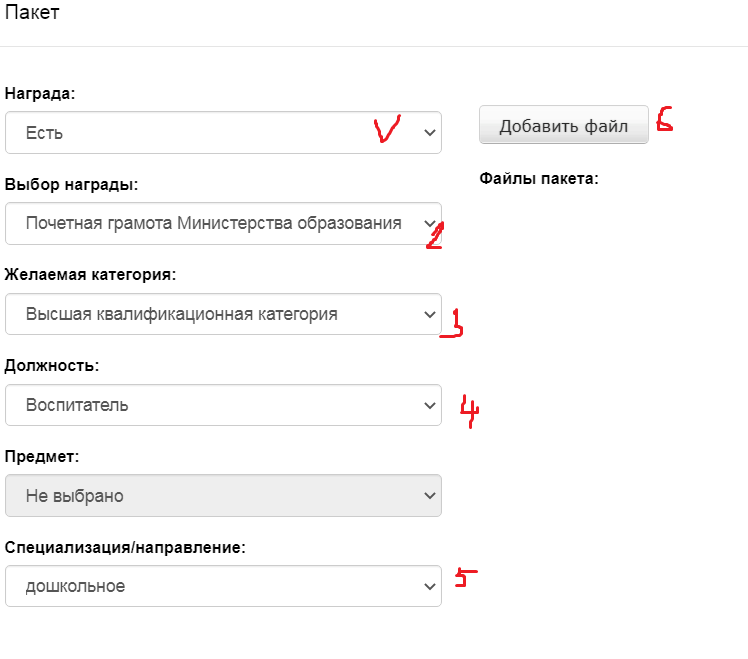 Пакет
Награда:
Есть
V
Добавить файл
6
Файлы пакета:
Выбор награды:
Почетная грамота Министерства образования
2
Желаемая категория:
Высшая квалификационная категория
3
Должность:
Воспитатель
4
Предмет:
Не выбрано
Специализация/направление:
дошкольное
5